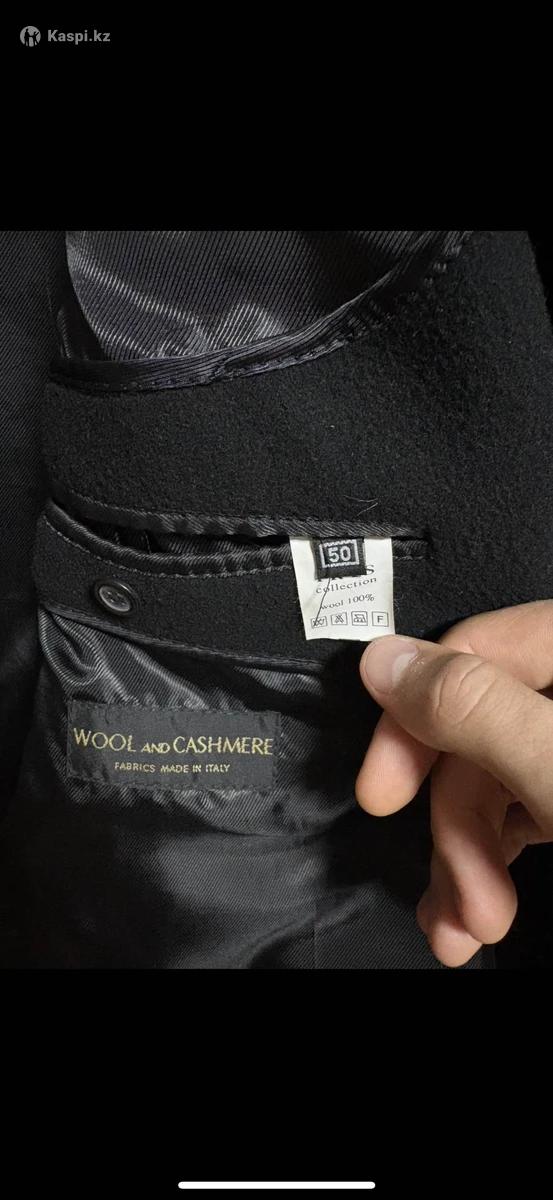 Kaspi.kz
50
collection
wool 100%
F
WOOL AND CASHMERE
FABRICS MADE IN ITALY